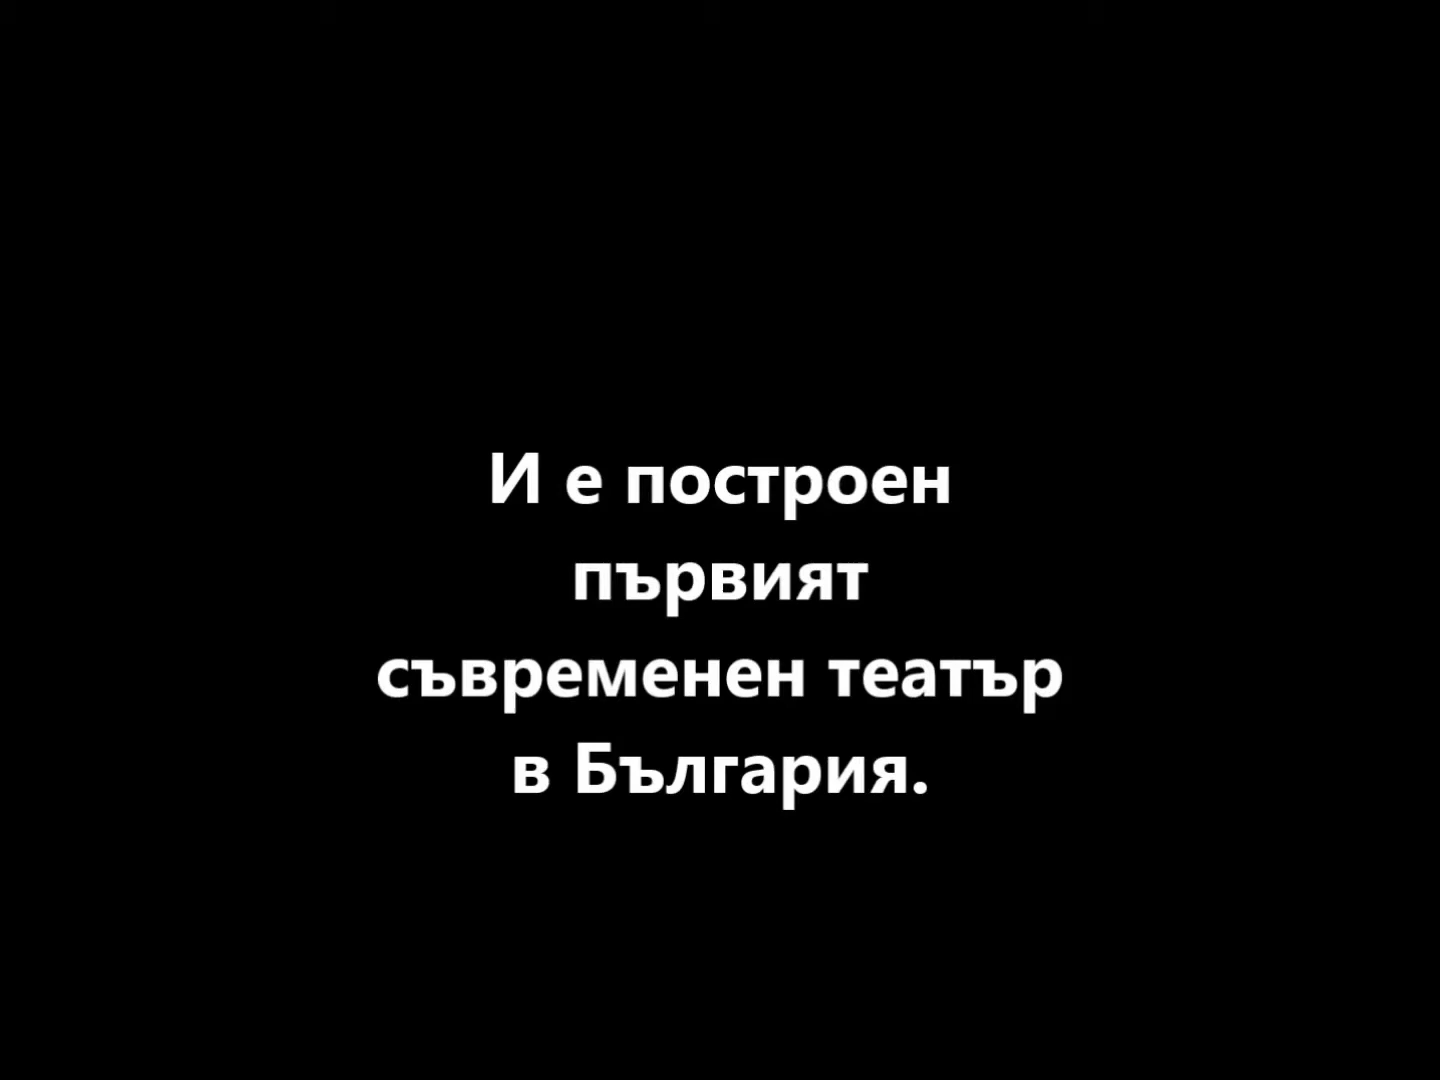 И е построен
първият
съвременен театър
в България.